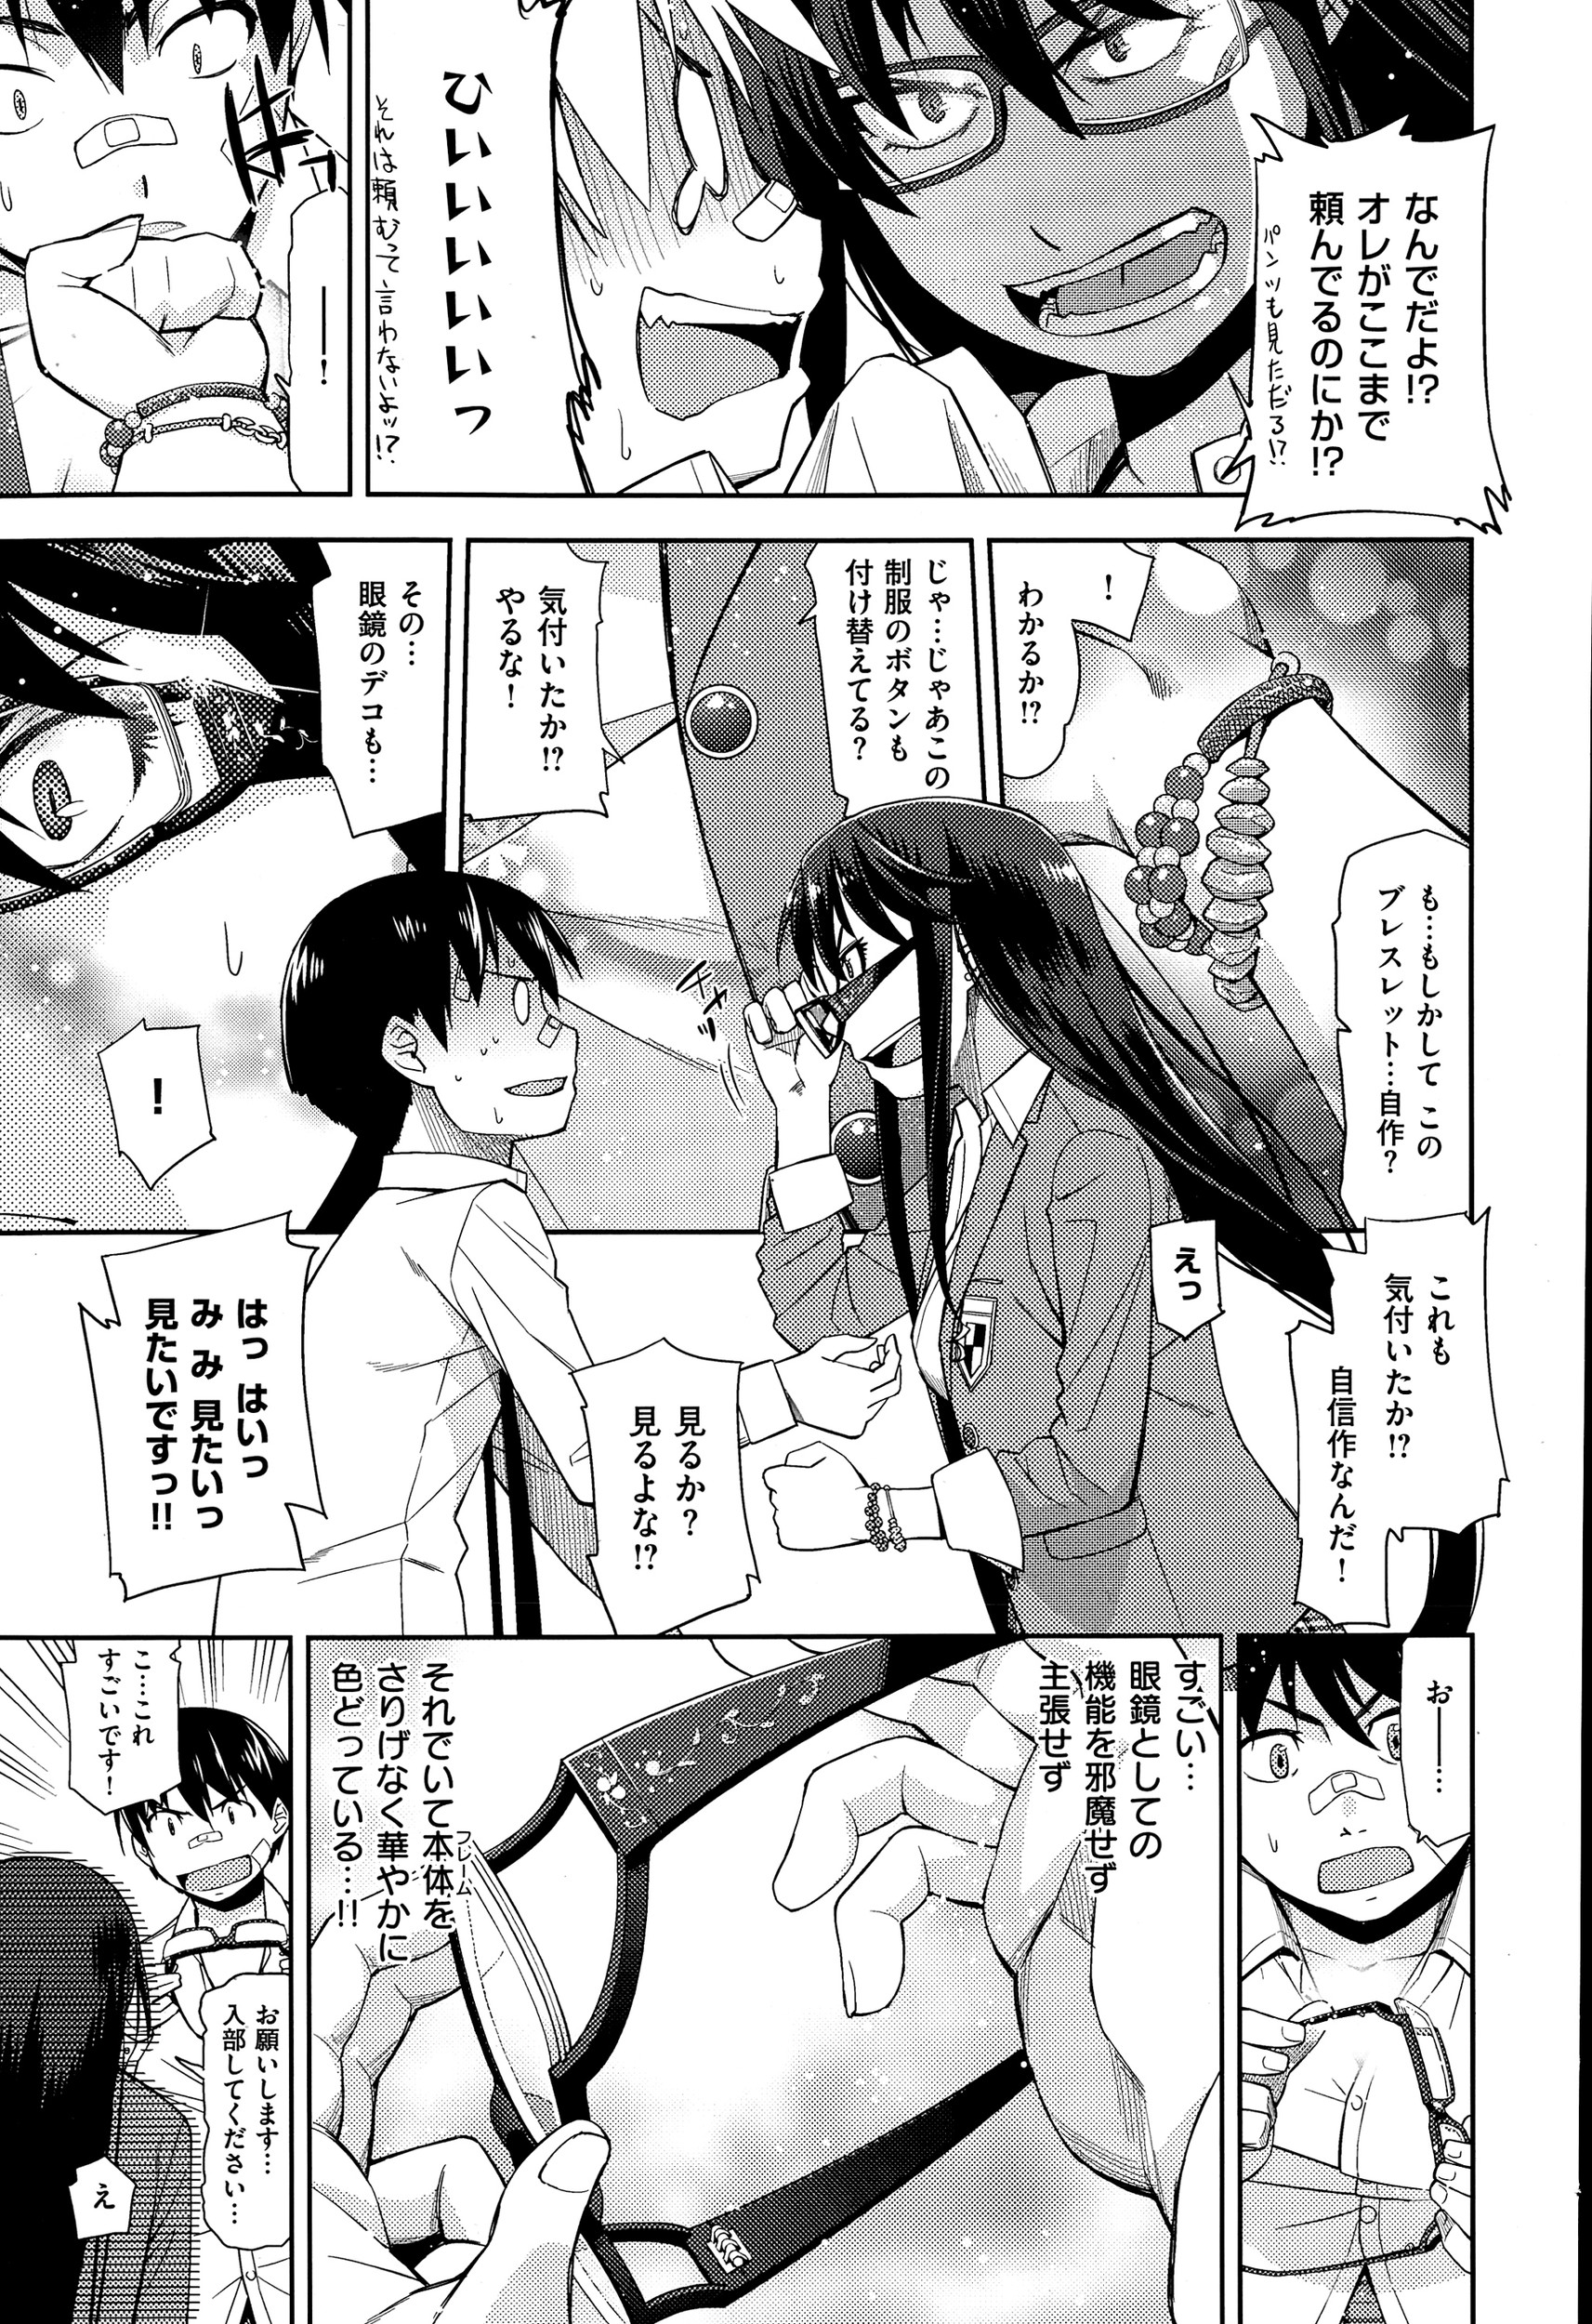 なんでだよ!?
オレがここまで
頼んでるのにか!?
パンツも見ただろ!?
ひいいいいいっ
それは頼むって言わないよッ!?
ガッ
――!
!
わかるか!?
も…もしかして この
ブレスレット…自作?
じゃ…じゃあこの
制服のボタンも
付け替えてる?
気付いたか!?
やるな!
その…
眼鏡のデコも…
!
チャッ
これも
気付いたか!?
自信作なんだ!
えっ
見るか?
見るよな!?
はっ はいっ
み み 見たいっ
見たいですっ!!
お――…
すごい…
眼鏡としての
機能を邪魔せず
主張せず
それでいて本体を
フレーム
さりげなく華やかに
色どっている…!!
こ…これ
すごいです!
お願いします…
入部してください…
え